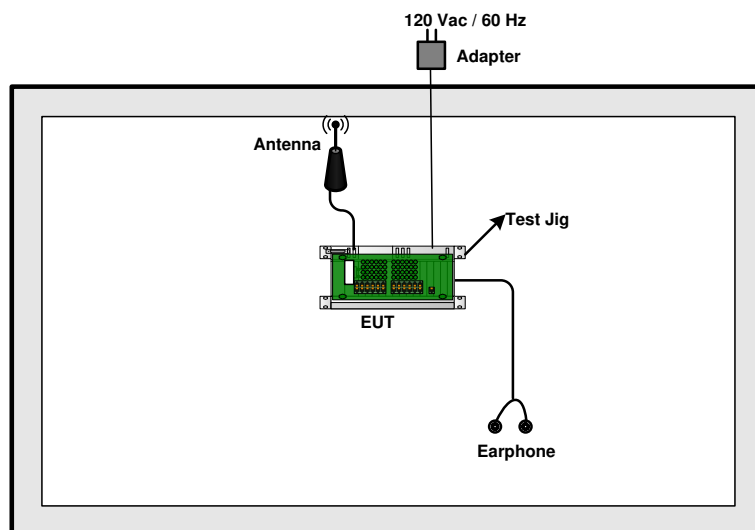 120 Vac / 60 Hz
Adapter
Antenna
Test Jig
EUT
Earphone